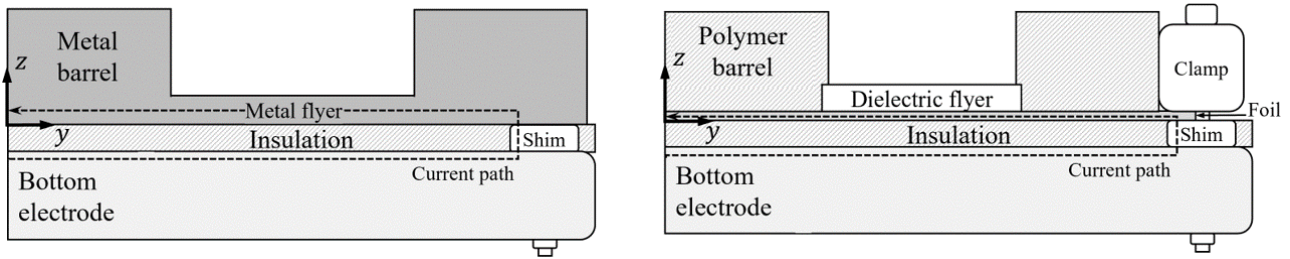 Metal
barrel
z
Metal flyer
y
Insulation
Shim
Current path
Bottom
electrode
Polymer
barrel
z
Clamp
Dielectric flyer
Foil
y
Insulation
Shim
Current path
Bottom
electrode